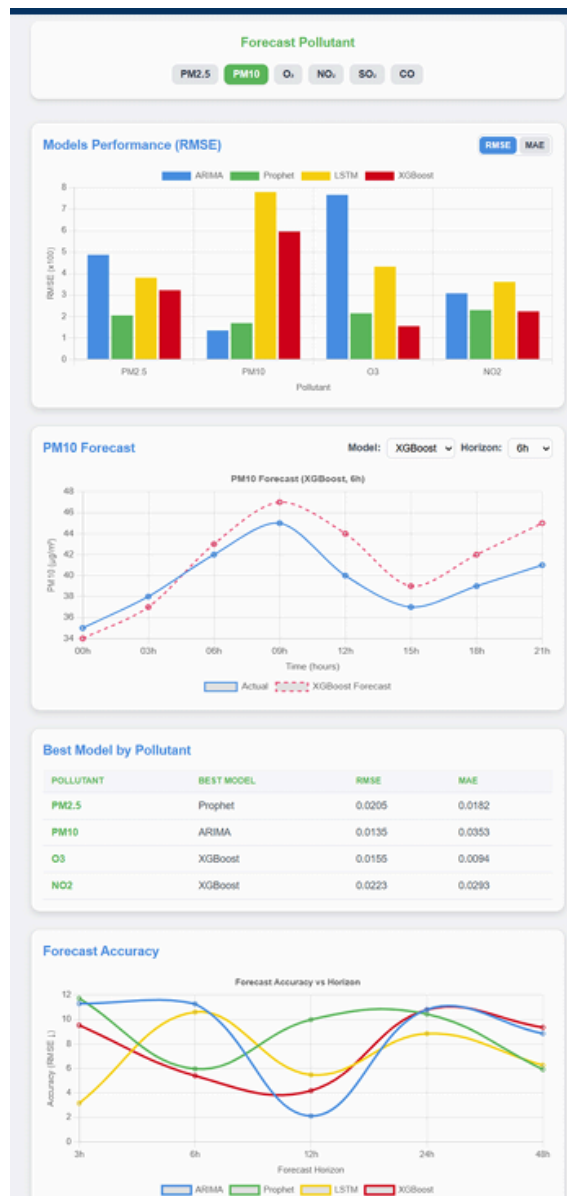 Forecast Pollutant
PM2.5 PM10 O₃ NO₂ SO₂ CO
Models Performance (RMSE) RMSE MAE
ARIMA Prophet LSTM XGBoost
8
7
6
5
4
3
2
1
0
RMSE (x100)
PM2.5 PM10 O3 NO2
Pollutant
PM10 Forecast Model: XGBoost Horizon: 6h
PM10 Forecast (XGBoost, 6h)
48
46
44
42
40
38
36
34
PM10 (µg/m³)
00h 03h 06h 09h 12h 15h 18h 21h
Time (hours)
Actual XGBoost Forecast
Best Model by Pollutant
POLLUTANT BEST MODEL RMSE MAE
PM2.5 Prophet 0.0205 0.0182
PM10 ARIMA 0.0135 0.0353
O3 XGBoost 0.0155 0.0094
NO2 XGBoost 0.0223 0.0293
Forecast Accuracy
Forecast Accuracy vs Horizon
12
10
8
6
4
2
0
Accuracy (RMSE ↓)
3h 6h 12h 24h 48h
Forecast Horizon
ARIMA Prophet LSTM XGBoost